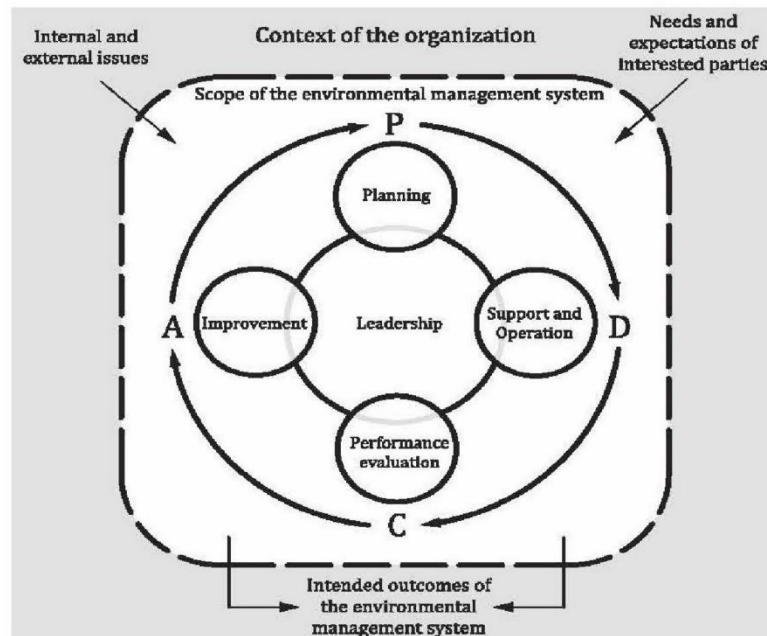 Internal and
external issues
Context of the organization
Needs and
expectations of
interested parties
Scope of the environmental management system
P
Planning
A
Improvement
Leadership
Support and
Operation
D
Performance
evaluation
C
Intended outcomes of
the environmental
management system